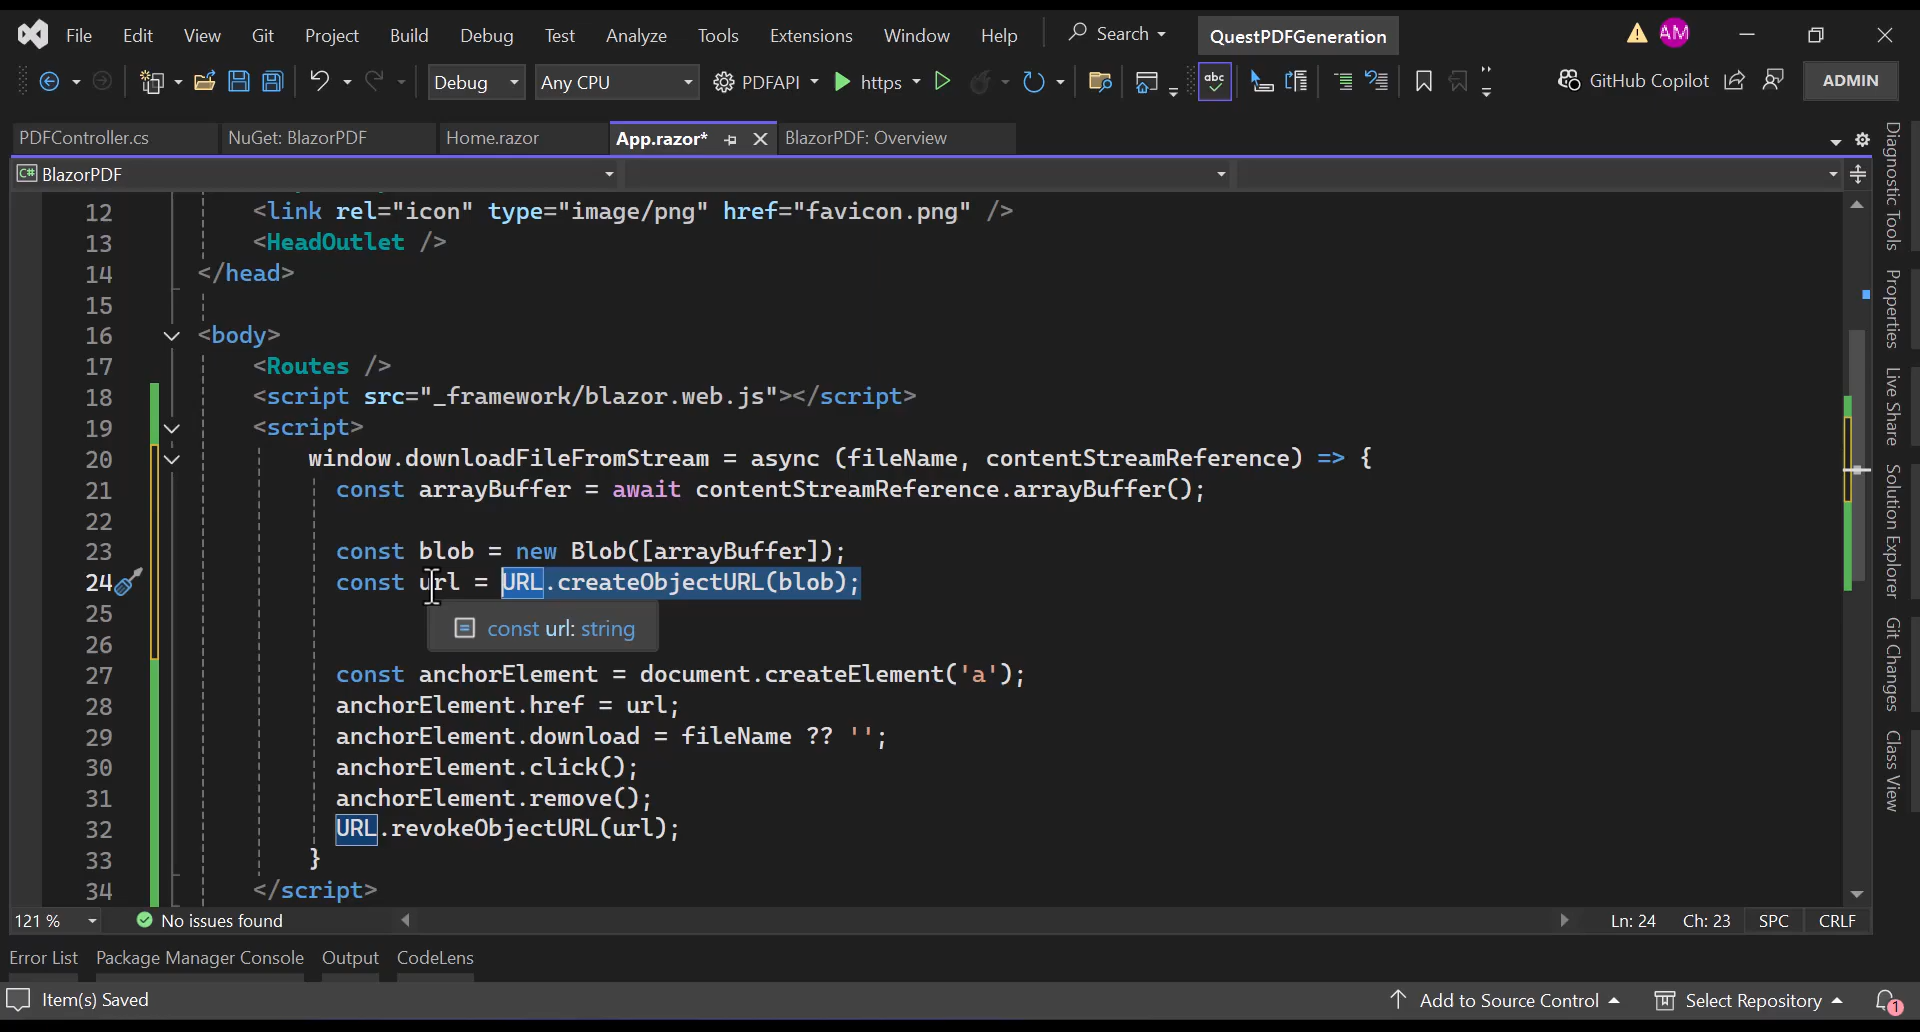 File Edit View Git Project Build Debug Test Analyze Tools Extensions Window Help Search QuestPDFGeneration AM
Debug Any CPU PDFAPI https abc GitHub Copilot ADMIN
PDFController.cs NuGet: BlazorPDF Home.razor App.razor* BlazorPDF: Overview
C# BlazorPDF
12 <link rel="icon" type="image/png" href="favicon.png" />
13 <HeadOutlet />
14 </head>
15
16 <body>
17 <Routes />
18 <script src="_framework/blazor.web.js"></script>
19 <script>
20 window.downloadFileFromStream = async (fileName, contentStreamReference) => {
21 const arrayBuffer = await contentStreamReference.arrayBuffer();
22
23 const blob = new Blob([arrayBuffer]);
24 const url = URL.createObjectURL(blob);
25
const url: string
26
27 const anchorElement = document.createElement('a');
28 anchorElement.href = url;
29 anchorElement.download = fileName ?? '';
30 anchorElement.click();
31 anchorElement.remove();
32 URL.revokeObjectURL(url);
33 }
34 </script>
121 % No issues found Ln: 24 Ch: 23 SPC CRLF
Error List Package Manager Console Output CodeLens
Item(s) Saved Add to Source Control Select Repository 1
Diagnostic Tools
Properties
Live Share
Solution Explorer
Git Changes
Class View